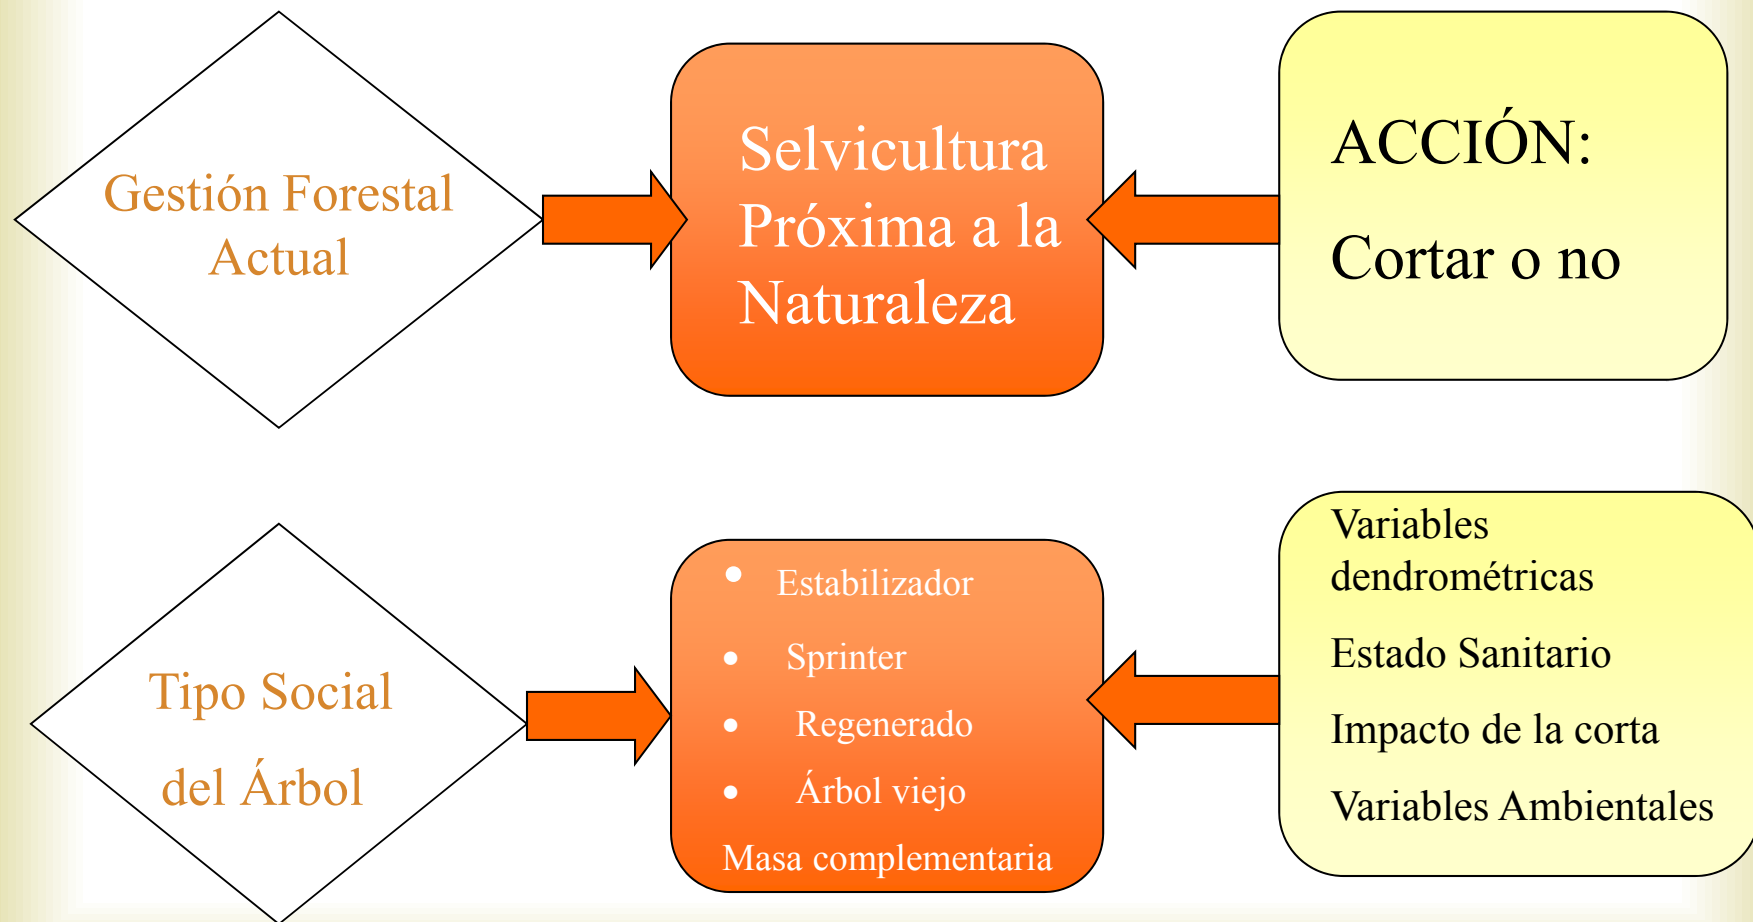 Gestión Forestal
Actual
Selvicultura
Próxima a la
Naturaleza
ACCIÓN:
Cortar o no
Tipo Social
del Árbol
• Estabilizador
• Sprinter
• Regenerado
• Árbol viejo
Masa complementaria
Variables
dendrométricas
Estado Sanitario
Impacto de la corta
Variables Ambientales